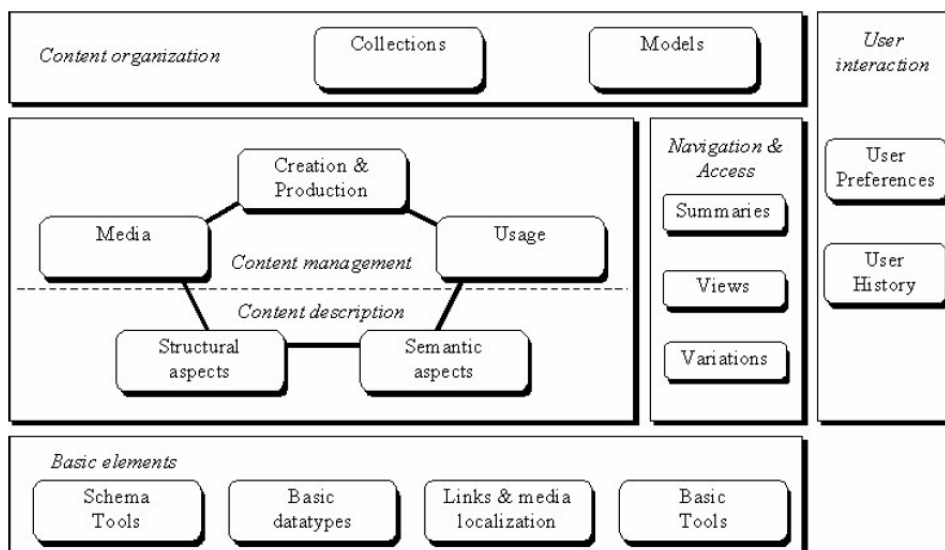 Content organization
Collections
Models
User
interaction
Creation &
Production
Media
Usage
Content management
Content description
Structural
aspects
Semantic
aspects
Navigation &
Access
Summaries
Views
Variations
User
Preferences
User
History
Basic elements
Schema
Tools
Basic
datatypes
Links & media
localization
Basic
Tools